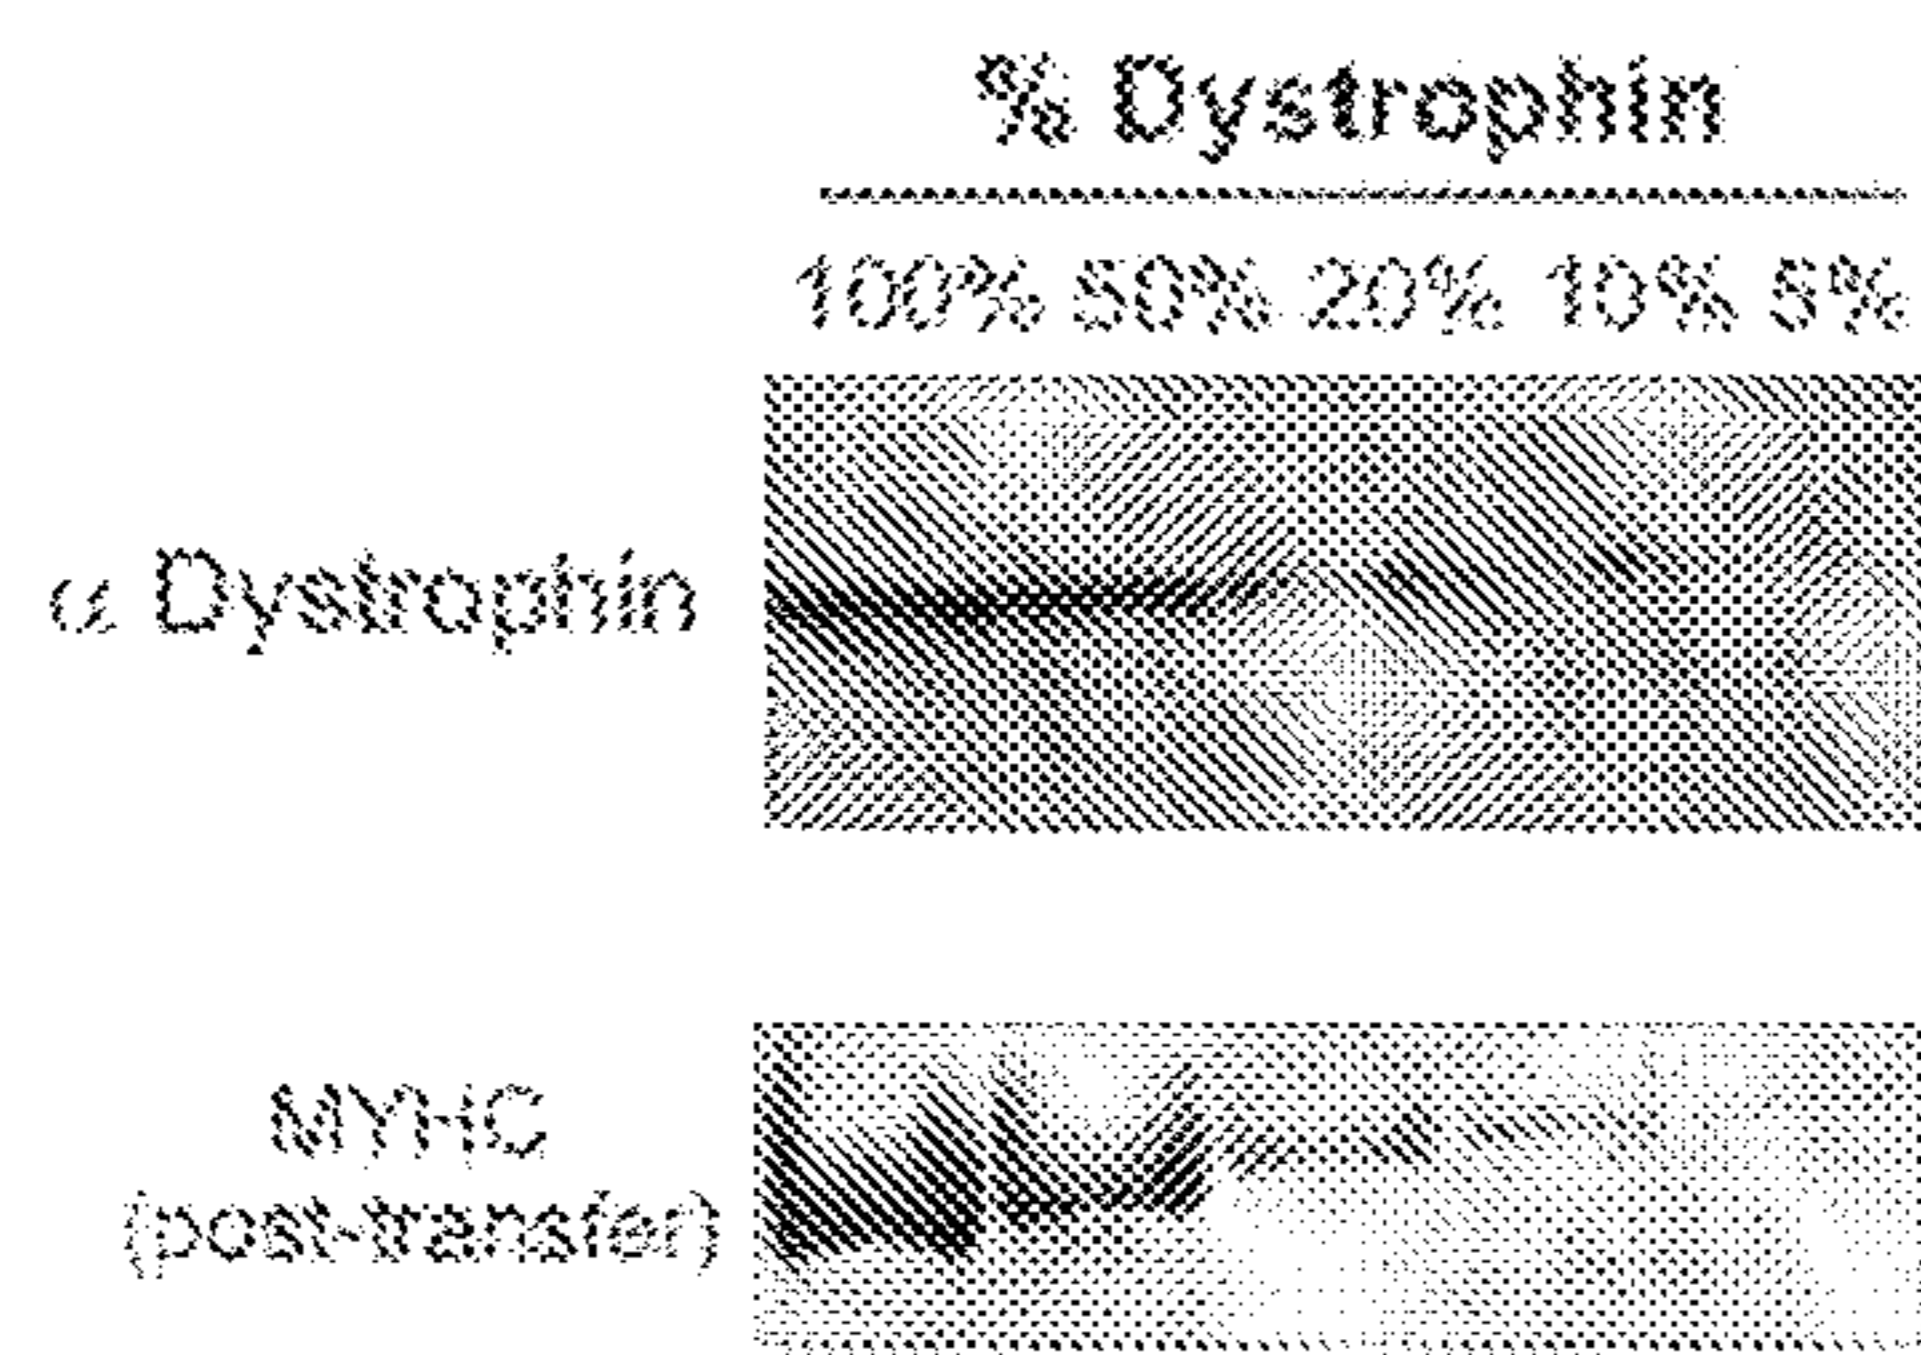 % Dystrophin
100% 50% 20% 10% 5%
α Dystrophin
MYHC
(post-transfer)